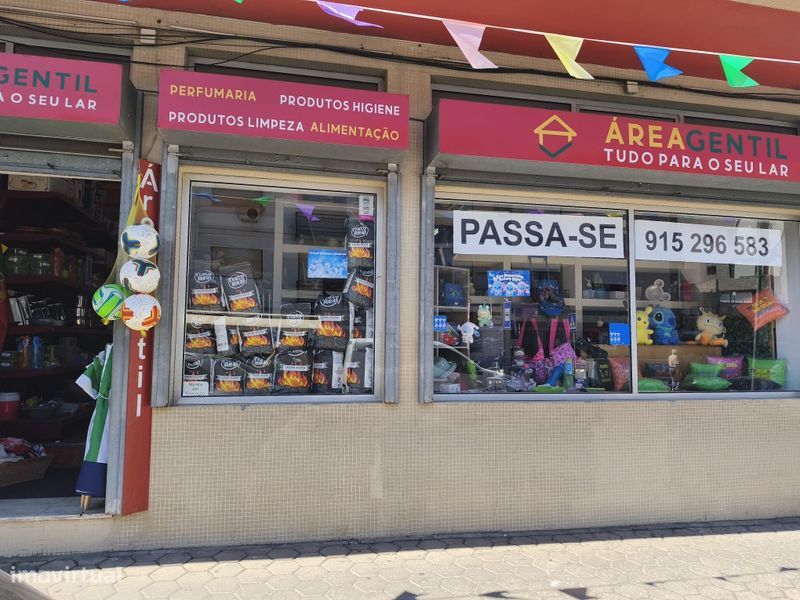 GENTIL
A O SEU LAR
PERFUMARIA PRODUTOS HIGIENE
PRODUTOS LIMPEZA ALIMENTAÇÃO
ÁREAGENTIL
TUDO PARA O SEU LAR
PASSA-SE
915 296 583
imovirtual